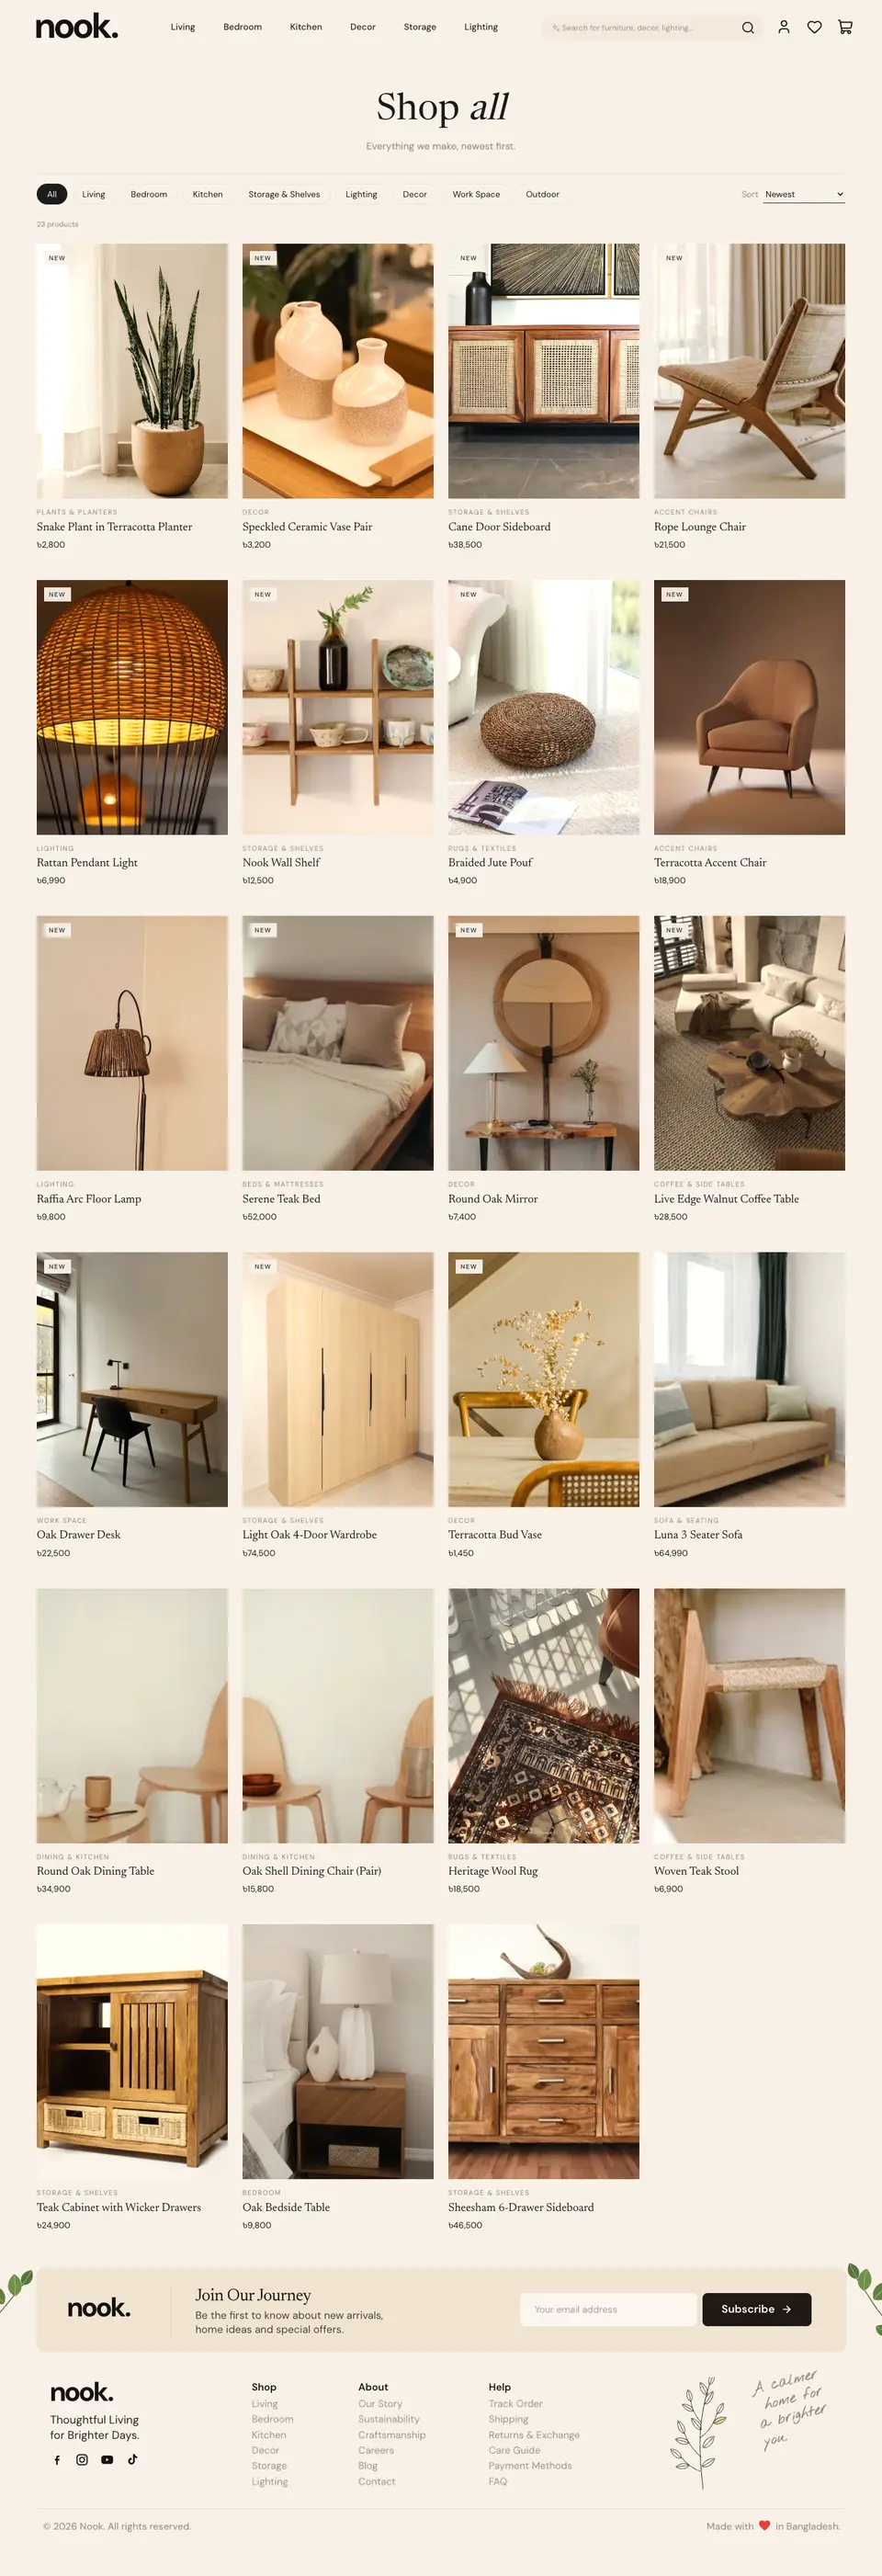 nook.
Living Bedroom Kitchen Decor Storage Lighting
Search for furniture, decor, lighting...
Shop all
Everything we make, newest first.
All Living Bedroom Kitchen Storage & Shelves Lighting Decor Work Space Outdoor
Sort Newest
23 products
NEW NEW NEW NEW
PLANTS & PLANTERS
Snake Plant in Terracotta Planter
৳2,800
DECOR
Speckled Ceramic Vase Pair
৳3,200
STORAGE & SHELVES
Cane Door Sideboard
৳38,500
ACCENT CHAIRS
Rope Lounge Chair
৳21,500
NEW NEW NEW NEW
LIGHTING
Rattan Pendant Light
৳6,990
STORAGE & SHELVES
Nook Wall Shelf
৳12,500
RUGS & TEXTILES
Braided Jute Pouf
৳4,900
ACCENT CHAIRS
Terracotta Accent Chair
৳18,900
NEW NEW NEW NEW
LIGHTING
Raffia Arc Floor Lamp
৳9,800
BEDS & MATTRESSES
Serene Teak Bed
৳52,000
DECOR
Round Oak Mirror
৳7,400
COFFEE & SIDE TABLES
Live Edge Walnut Coffee Table
৳28,500
NEW NEW NEW
WORK SPACE
Oak Drawer Desk
৳22,500
STORAGE & SHELVES
Light Oak 4-Door Wardrobe
৳74,500
DECOR
Terracotta Bud Vase
৳1,450
SOFA & SEATING
Luna 3 Seater Sofa
৳64,990
DINING & KITCHEN
Round Oak Dining Table
৳34,900
DINING & KITCHEN
Oak Shell Dining Chair (Pair)
৳15,800
RUGS & TEXTILES
Heritage Wool Rug
৳18,500
COFFEE & SIDE TABLES
Woven Teak Stool
৳6,900
STORAGE & SHELVES
Teak Cabinet with Wicker Drawers
৳24,900
BEDROOM
Oak Bedside Table
৳9,800
STORAGE & SHELVES
Sheesham 6-Drawer Sideboard
৳46,500
nook.
Join Our Journey
Be the first to know about new arrivals,
home ideas and special offers.
Your email address
Subscribe →
nook.
Thoughtful Living
for Brighter Days.
Shop
Living
Bedroom
Kitchen
Decor
Storage
Lighting
About
Our Story
Sustainability
Craftsmanship
Careers
Blog
Contact
Help
Track Order
Shipping
Returns & Exchange
Care Guide
Payment Methods
FAQ
A calmer
home for
a brighter
you.
© 2026 Nook. All rights reserved.
Made with ❤️ in Bangladesh.